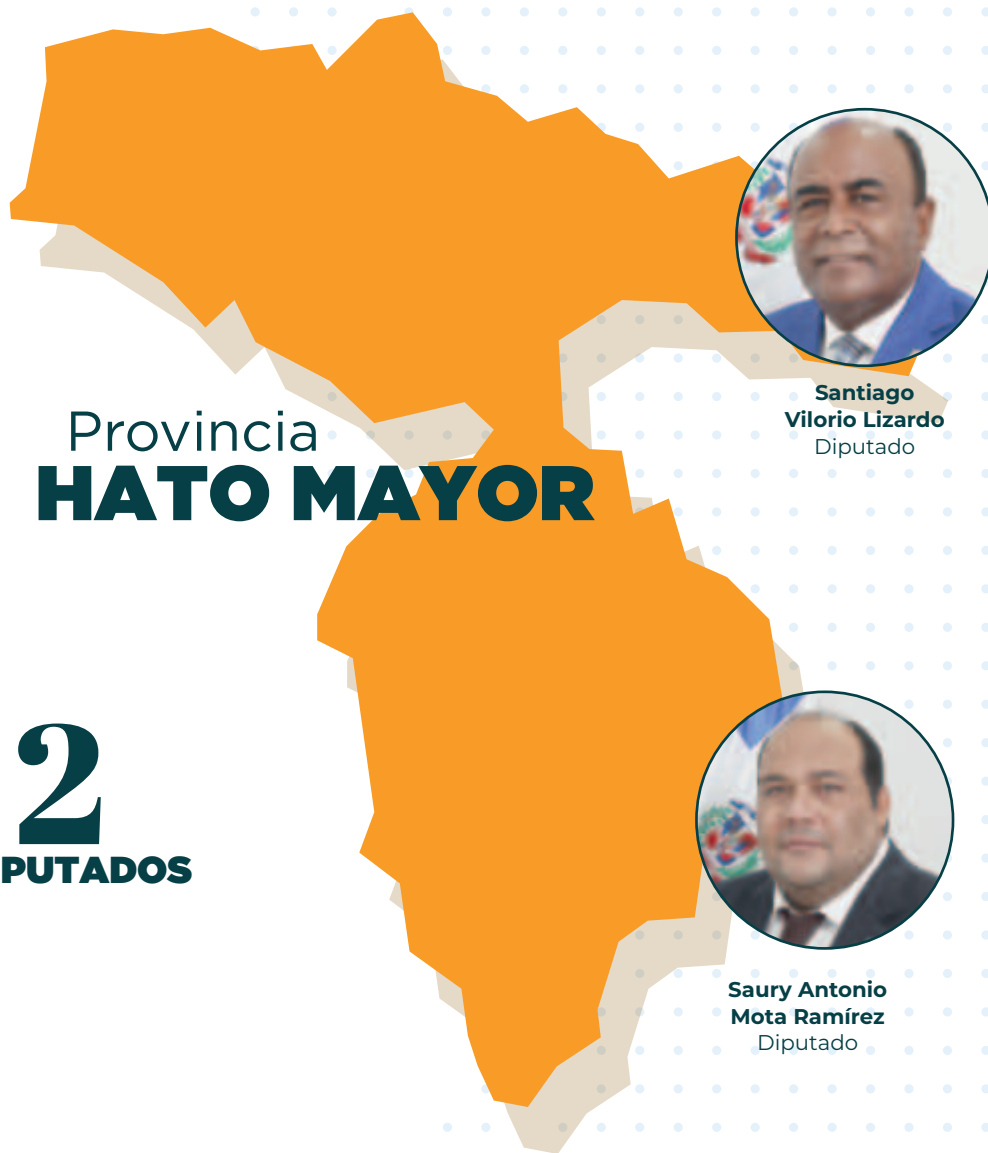 Santiago
Vilorio Lizardo
Diputado
Provincia
HATO MAYOR
2
PUTADOS
Saury Antonio
Mota Ramírez
Diputado